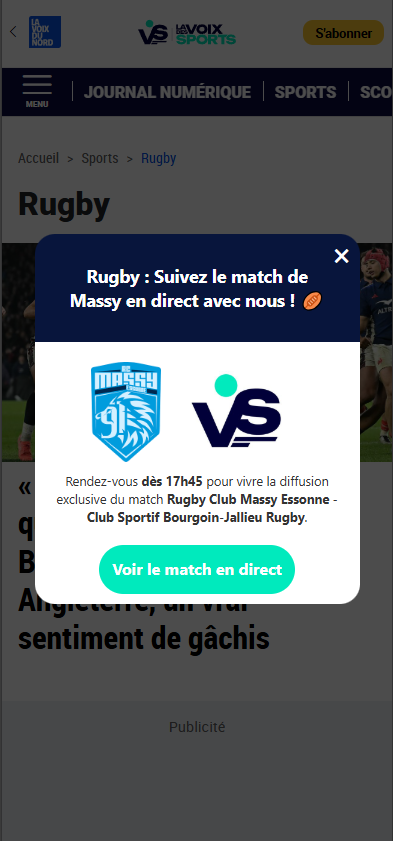 LA
VOIX
DU
NORD
VS
LA VOIX
DES
SPORTS
S'abonner
MENU
JOURNAL NUMÉRIQUE
SPORTS
SCO
Accueil > Sports > Rugby
Rugby
Rugby : Suivez le match de
Massy en direct avec nous !
MASSY
ESSONNE
91
VS
Rendez-vous dès 17h45 pour vivre la diffusion
exclusive du match Rugby Club Massy Essonne -
Club Sportif Bourgoin-Jallieu Rugby.
Voir le match en direct
«
q
B
Angleterre, un vrai
sentiment de gâchis
Publicité